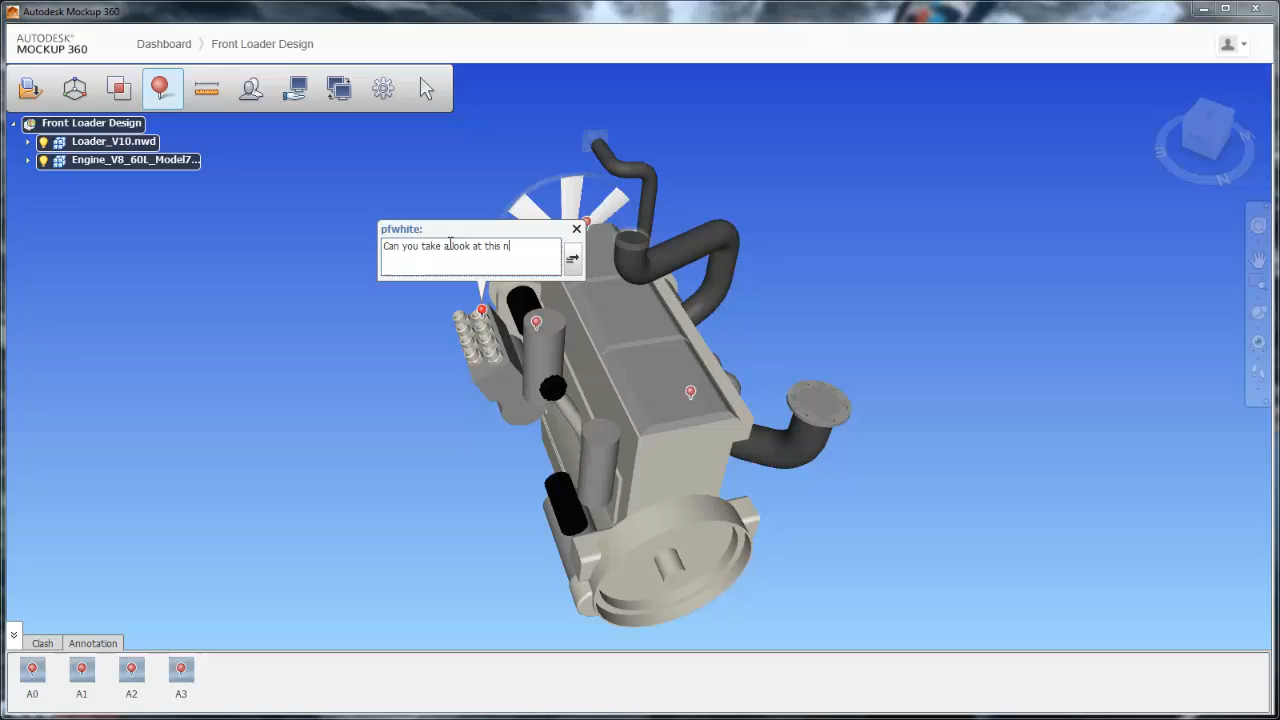 Autodesk Mockup 360
AUTODESK®
MOCKUP 360
Dashboard
Front Loader Design
Front Loader Design
Loader_V10.nwd
Engine_V8_60L_Model7...
pfwhite:
Can you take a look at this n
Clash
Annotation
A0
A1
A2
A3